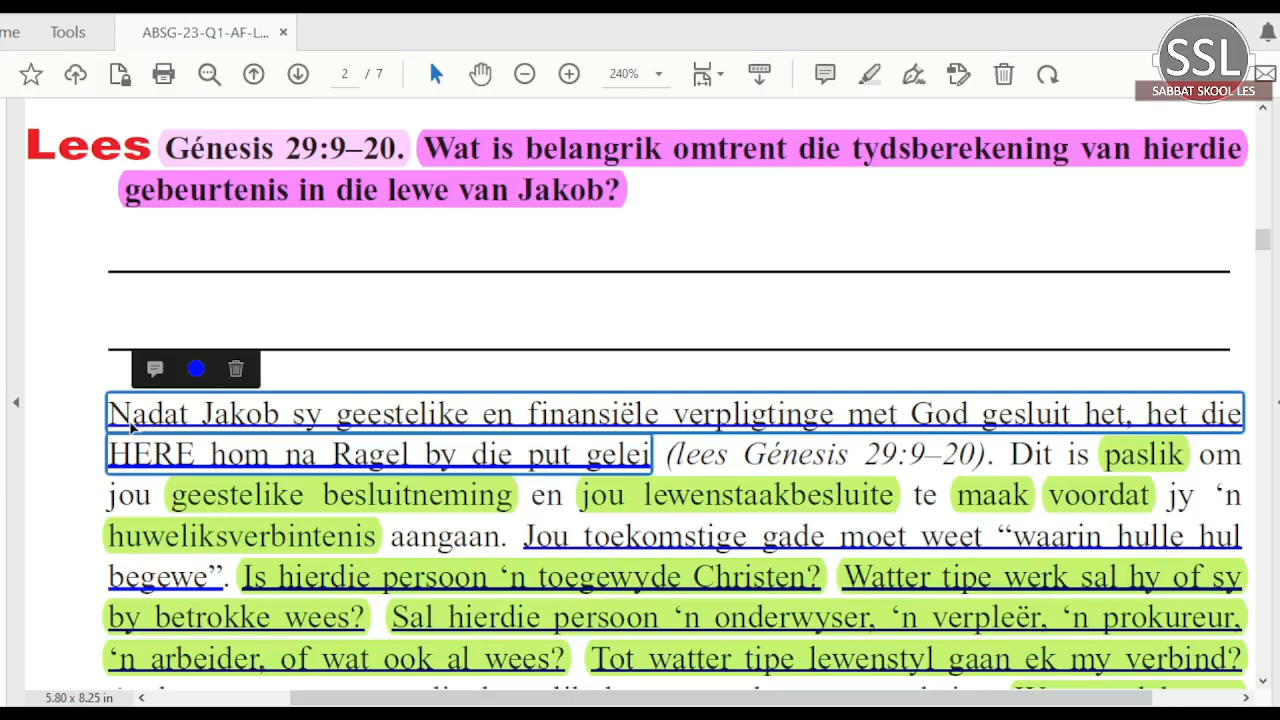 me Tools ABSG-23-Q1-AF-L... ×
2 / 7 240%
SSL
SABBAT SKOOL LES
Lees Génesis 29:9–20. Wat is belangrik omtrent die tydsberekening van hierdie
gebeurtenis in die lewe van Jakob?
Nadat Jakob sy geestelike en finansiële verpligtinge met God gesluit het, het die
HERE hom na Ragel by die put gelei (lees Génesis 29:9–20). Dit is paslik om
jou geestelike besluitneming en jou lewenstaakbesluite te maak voordat jy ‘n
huweliksverbintenis aangaan. Jou toekomstige gade moet weet “waarin hulle hul
begewe”. Is hierdie persoon ‘n toegewyde Christen? Watter tipe werk sal hy of sy
by betrokke wees? Sal hierdie persoon ‘n onderwyser, ‘n verpleër, ‘n prokureur,
‘n arbeider, of wat ook al wees? Tot watter tipe lewenstyl gaan ek my verbind?
5.80 x 8.25 in